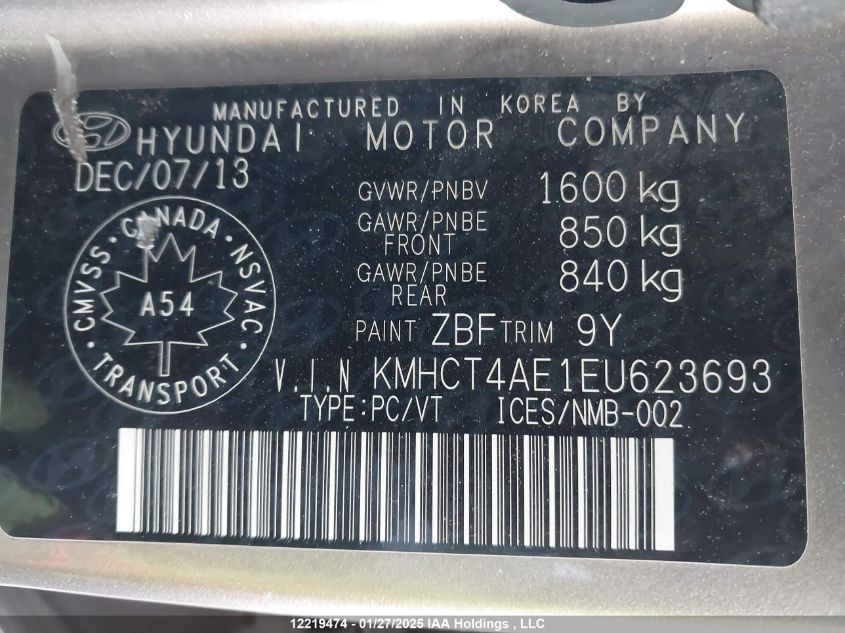 MANUFACTURED IN KOREA BY
HYUNDAI MOTOR COMPANY
DEC/07/13
GVWR/PNBV 1600 kg
GAWR/PNBE FRONT 850 kg
GAWR/PNBE REAR 840 kg
PAINT ZBF TRIM 9Y
CMVSS · CANADA · NSVAC · TRANSPORT ·
A54
V.I.N KMHCT4AE1EU623693
TYPE:PC/VT ICES/NMB-002
12219474 - 01/27/2025 IAA Holdings , LLC